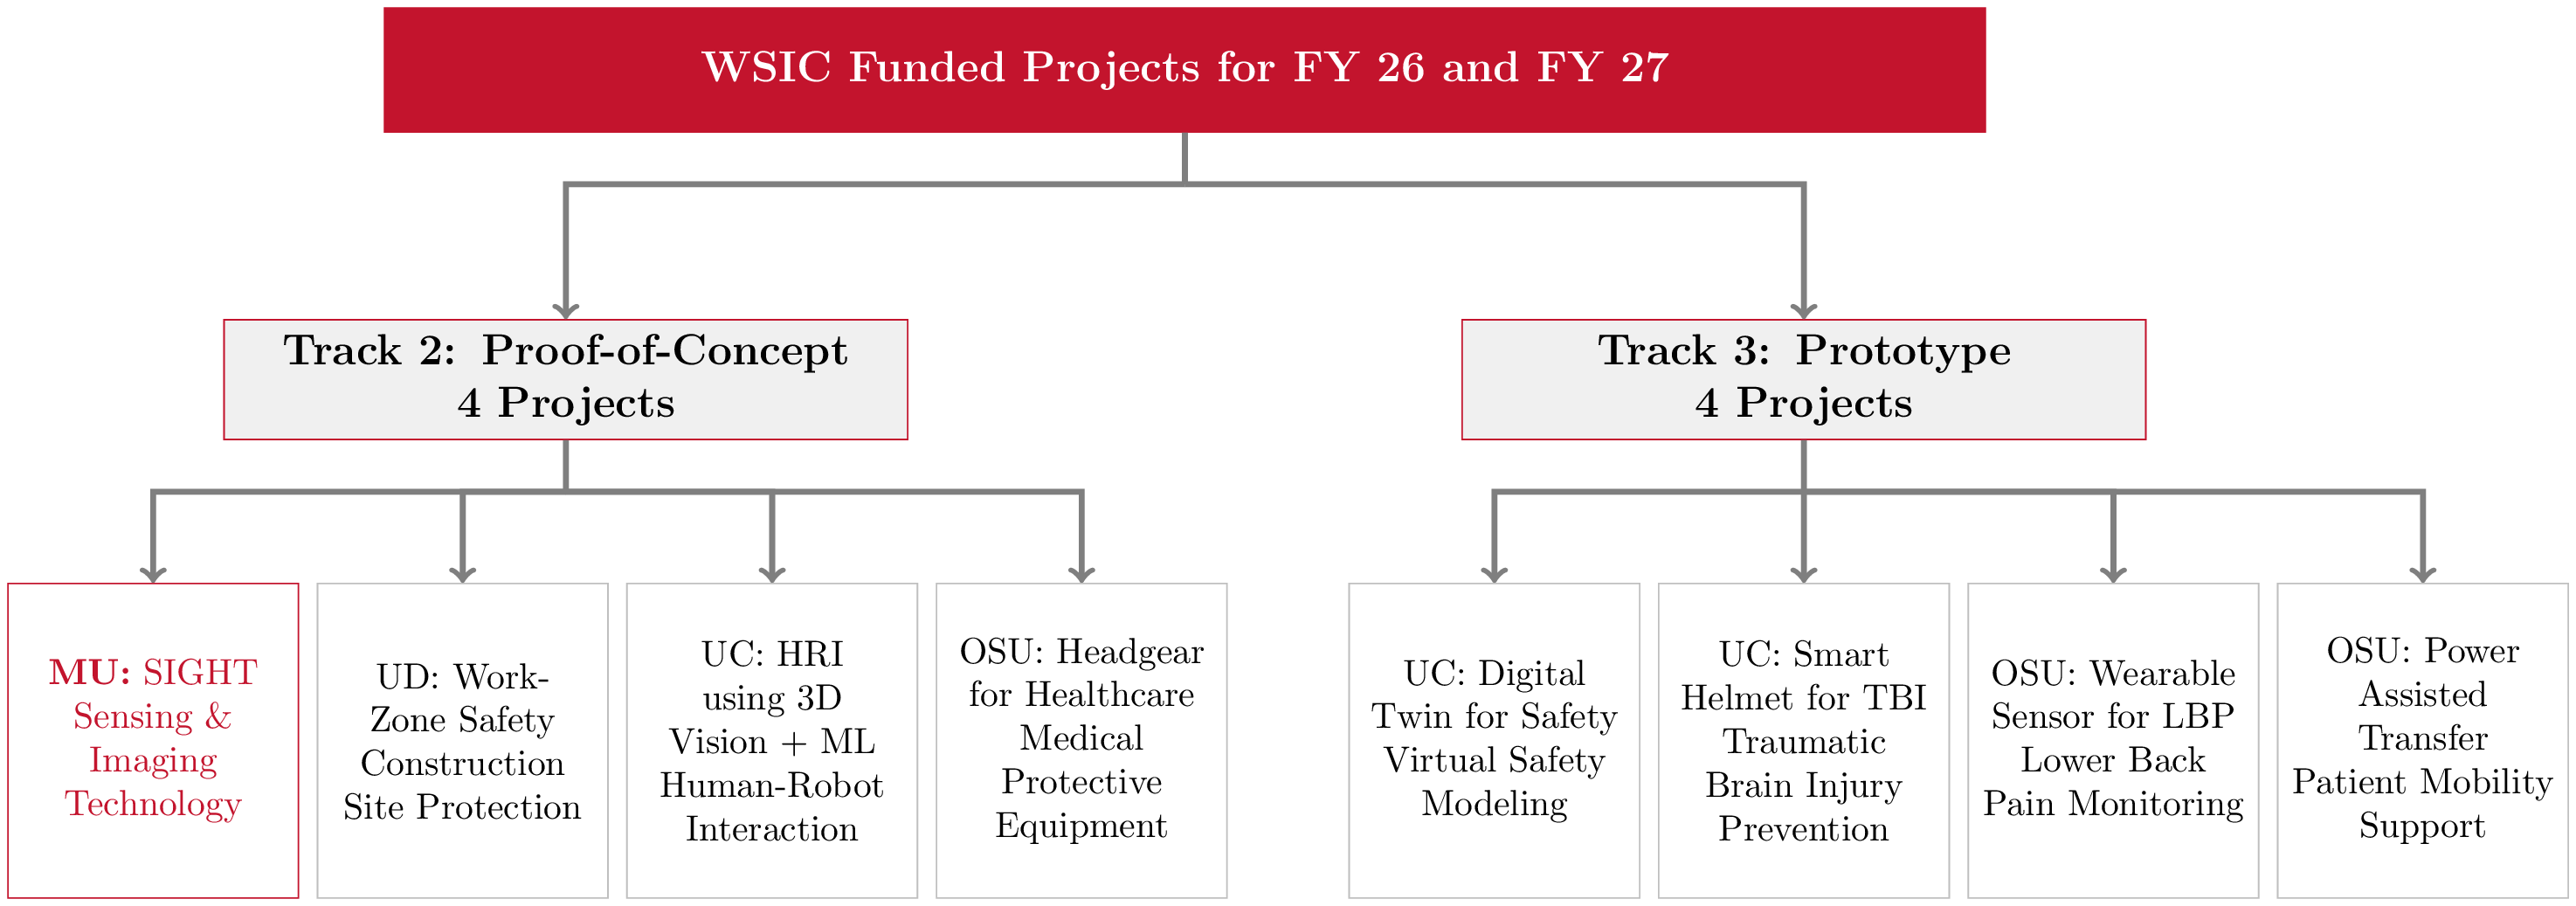 WSIC Funded Projects for FY 26 and FY 27
Track 2: Proof-of-Concept
4 Projects
Track 3: Prototype
4 Projects
MU: SIGHT
Sensing &
Imaging
Technology
UD: Work-
Zone Safety
Construction
Site Protection
UC: HRI
using 3D
Vision + ML
Human-Robot
Interaction
OSU: Headgear
for Healthcare
Medical
Protective
Equipment
UC: Digital
Twin for Safety
Virtual Safety
Modeling
UC: Smart
Helmet for TBI
Traumatic
Brain Injury
Prevention
OSU: Wearable
Sensor for LBP
Lower Back
Pain Monitoring
OSU: Power
Assisted
Transfer
Patient Mobility
Support